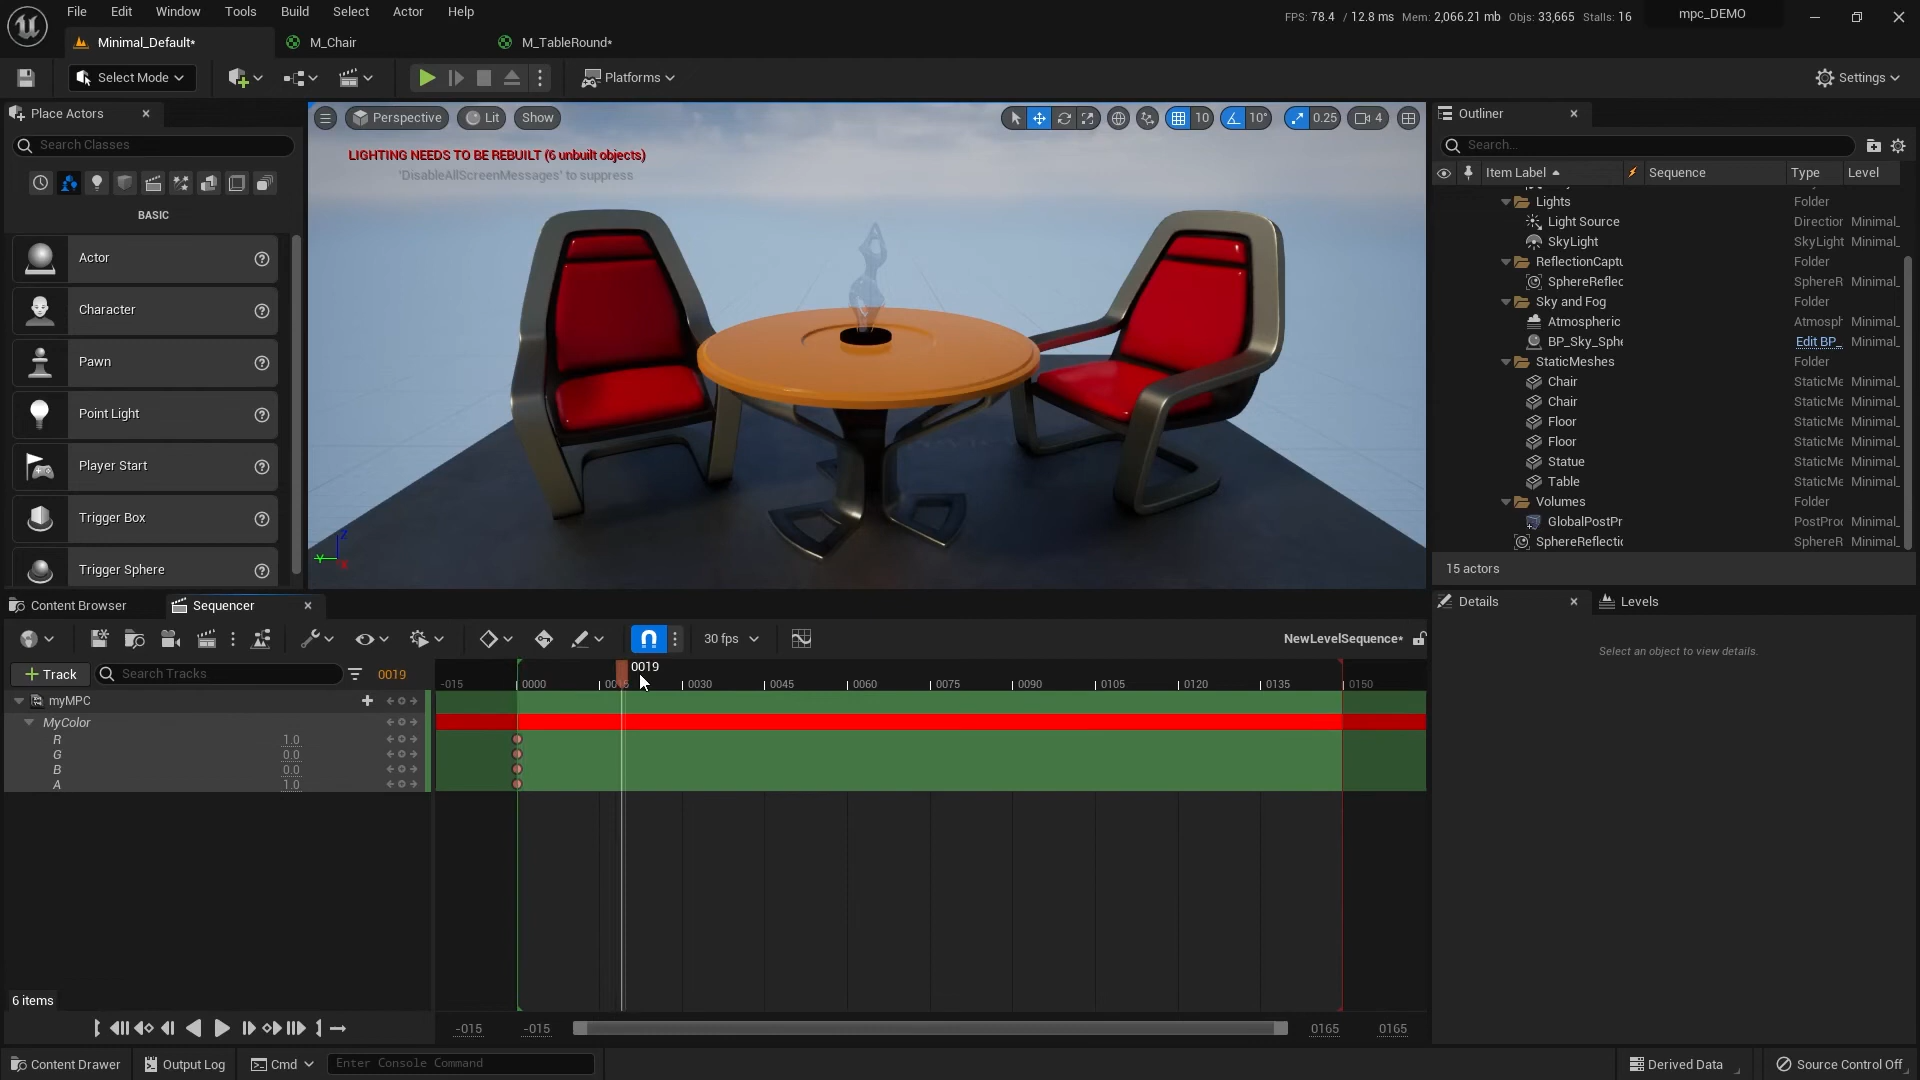 File Edit Window Tools Build Select Actor Help
FPS: 78.4 / 12.8 ms Mem: 2,066.21 mb Objs: 33,665 Stalls: 16
mpc_DEMO
Minimal_Default*
M_Chair
M_TableRound*
Select Mode
Platforms
Settings
Place Actors
Search Classes
BASIC
Actor
Character
Pawn
Point Light
Player Start
Trigger Box
Trigger Sphere
Perspective
Lit
Show
10
10°
0.25
4
LIGHTING NEEDS TO BE REBUILT (6 unbuilt objects)
'DisableAllScreenMessages' to suppress
Z
Y
X
Outliner
Search...
Item Label Sequence Type Level
Lights Folder
Light Source Direction Minimal_
SkyLight SkyLight Minimal_
ReflectionCaptu Folder
SphereReflec SphereR Minimal_
Sky and Fog Folder
Atmospheric Atmosph Minimal_
BP_Sky_Sphe Edit BP_ Minimal_
StaticMeshes Folder
Chair StaticMe Minimal_
Chair StaticMe Minimal_
Floor StaticMe Minimal_
Floor StaticMe Minimal_
Statue StaticMe Minimal_
Table StaticMe Minimal_
Volumes Folder
GlobalPostPr PostProc Minimal_
SphereReflectic SphereR Minimal_
15 actors
Details
Levels
Select an object to view details.
Content Browser
Sequencer
30 fps
NewLevelSequence*
Track
Search Tracks
0019
0019
-015 0000 0015 0030 0045 0060 0075 0090 0105 0120 0135 0150
myMPC
MyColor
R 1.0
G 0.0
B 0.0
A 1.0
6 items
-015 -015 0165 0165
Content Drawer
Output Log
Cmd
Enter Console Command
Derived Data
Source Control Off